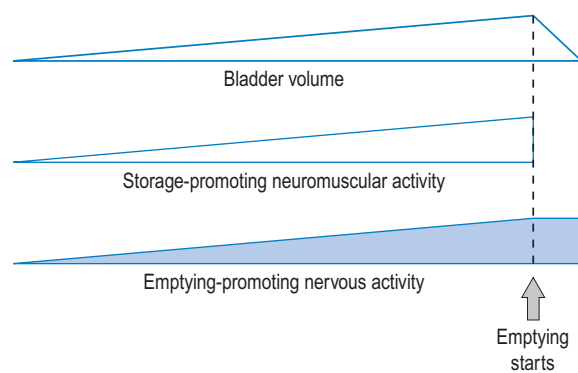 Bladder volume
Storage-promoting neuromuscular activity
Emptying-promoting nervous activity
Emptying
starts